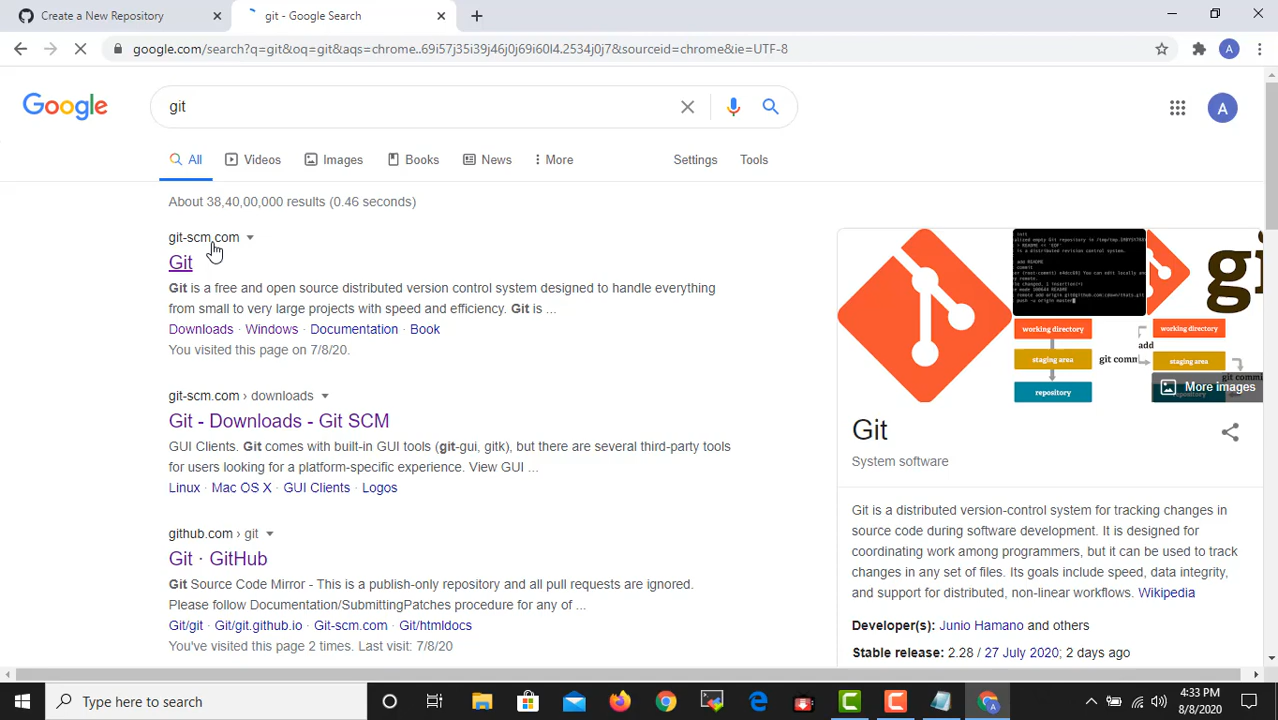 Create a New Repository
git - Google Search
google.com/search?q=git&oq=git&aqs=chrome..69i57j35i39j46j0j69i60l4.2534j0j7&sourceid=chrome&ie=UTF-8
A
Google
git
A
All
Videos
Images
Books
News
More
Settings
Tools
About 38,40,00,000 results (0.46 seconds)
git-scm.com
Git
Git is a free and open source distributed version control system designed to handle everything
from small to very large projects with speed and efficiency. Git is ...
Downloads · Windows · Documentation · Book
You visited this page on 7/8/20.
git-scm.com › downloads
Git - Downloads - Git SCM
GUI Clients. Git comes with built-in GUI tools (git-gui, gitk), but there are several third-party tools
for users looking for a platform-specific experience. View GUI ...
Linux · Mac OS X · GUI Clients · Logos
github.com › git
Git · GitHub
Git Source Code Mirror - This is a publish-only repository and all pull requests are ignored.
Please follow Documentation/SubmittingPatches procedure for any of ...
Git/git · Git/git.github.io · Git-scm.com · Git/htmldocs
You've visited this page 2 times. Last visit: 7/8/20
working directory
staging area
repository
git comm
working directory
add
staging area
git commi
More images
Git
System software
Git is a distributed version-control system for tracking changes in
source code during software development. It is designed for
coordinating work among programmers, but it can be used to track
changes in any set of files. Its goals include speed, data integrity,
and support for distributed, non-linear workflows. Wikipedia
Developer(s): Junio Hamano and others
Stable release: 2.28 / 27 July 2020; 2 days ago
Type here to search
4:33 PM
8/8/2020